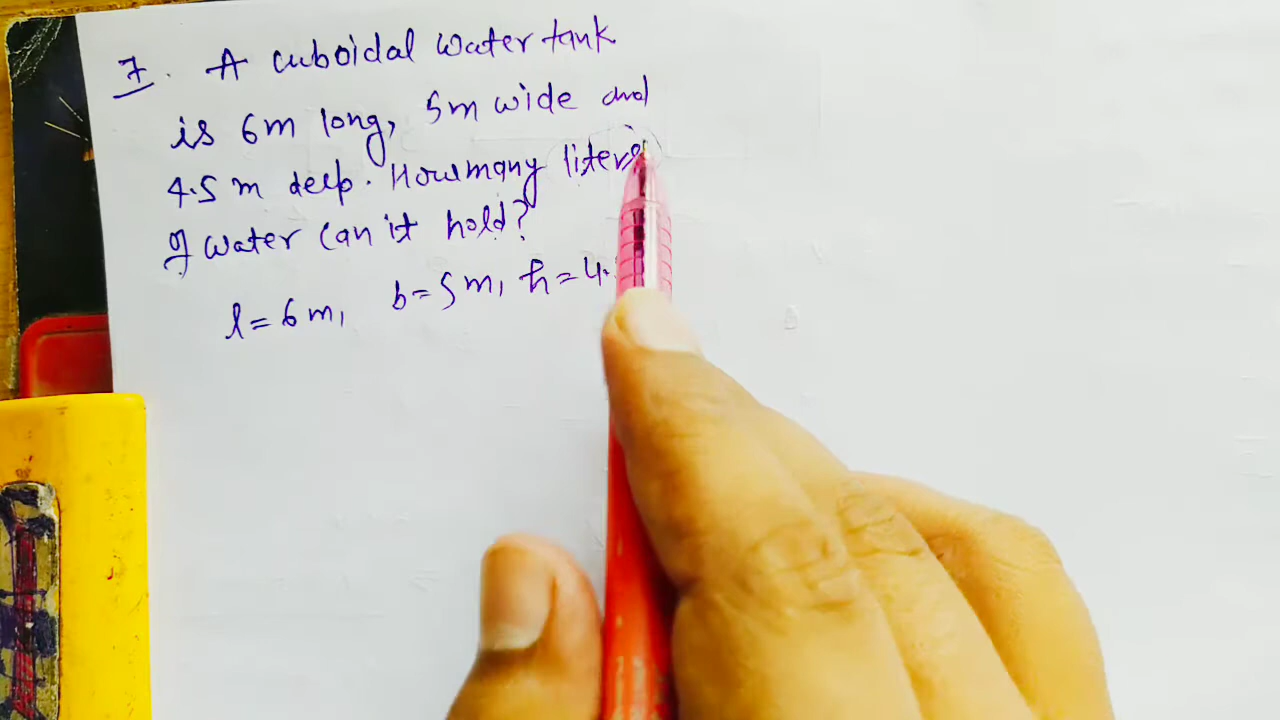 7. A cuboidal water tank
is 6m long, 5m wide and
4.5 m deep. How many liters
of water can it hold?
l = 6 m, b = 5 m, h = 4.